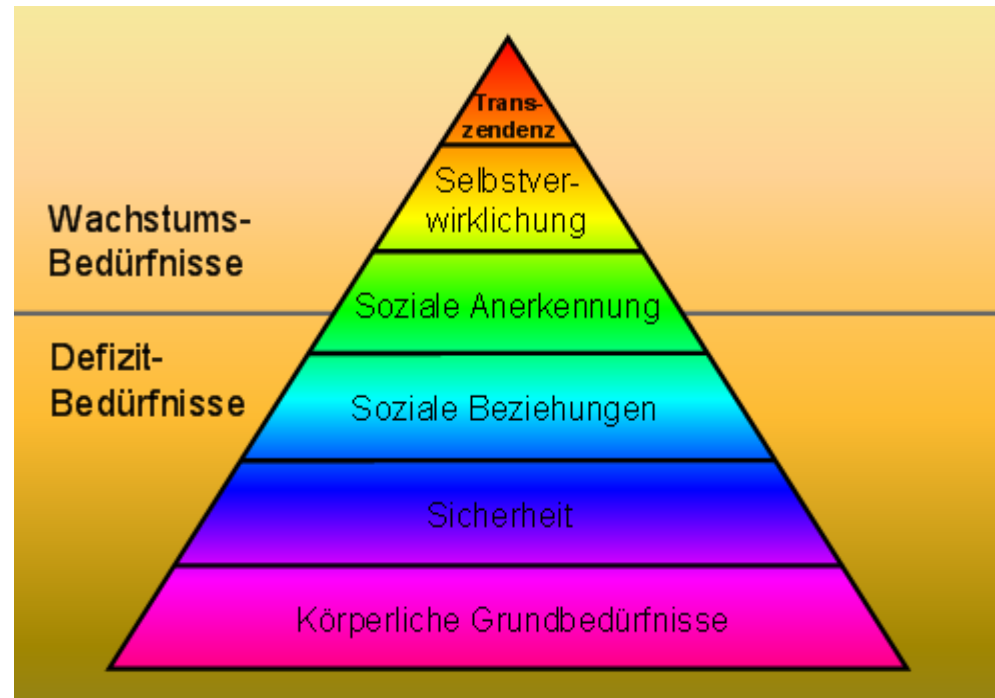 Trans-
zendenz
Selbstver-
wirklichung
Wachstums-
Bedürfnisse
Soziale Anerkennung
Defizit-
Bedürfnisse
Soziale Beziehungen
Sicherheit
Körperliche Grundbedürfnisse